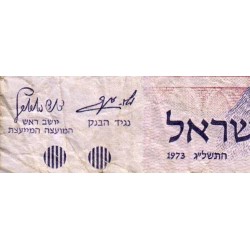 שראל
1973 התשל״ג
נגיד הבנק
יושב ראש
המועצה המייעצת